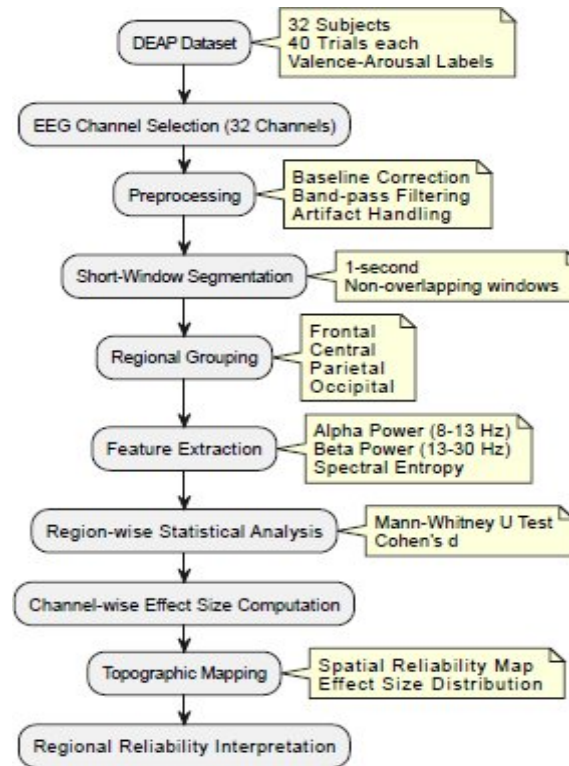 DEAP Dataset
32 Subjects
40 Trials each
Valence-Arousal Labels
EEG Channel Selection (32 Channels)
Preprocessing
Baseline Correction
Band-pass Filtering
Artifact Handling
Short-Window Segmentation
1-second
Non-overlapping windows
Regional Grouping
Frontal
Central
Parietal
Occipital
Feature Extraction
Alpha Power (8-13 Hz)
Beta Power (13-30 Hz)
Spectral Entropy
Region-wise Statistical Analysis
Mann-Whitney U Test
Cohen's d
Channel-wise Effect Size Computation
Topographic Mapping
Spatial Reliability Map
Effect Size Distribution
Regional Reliability Interpretation